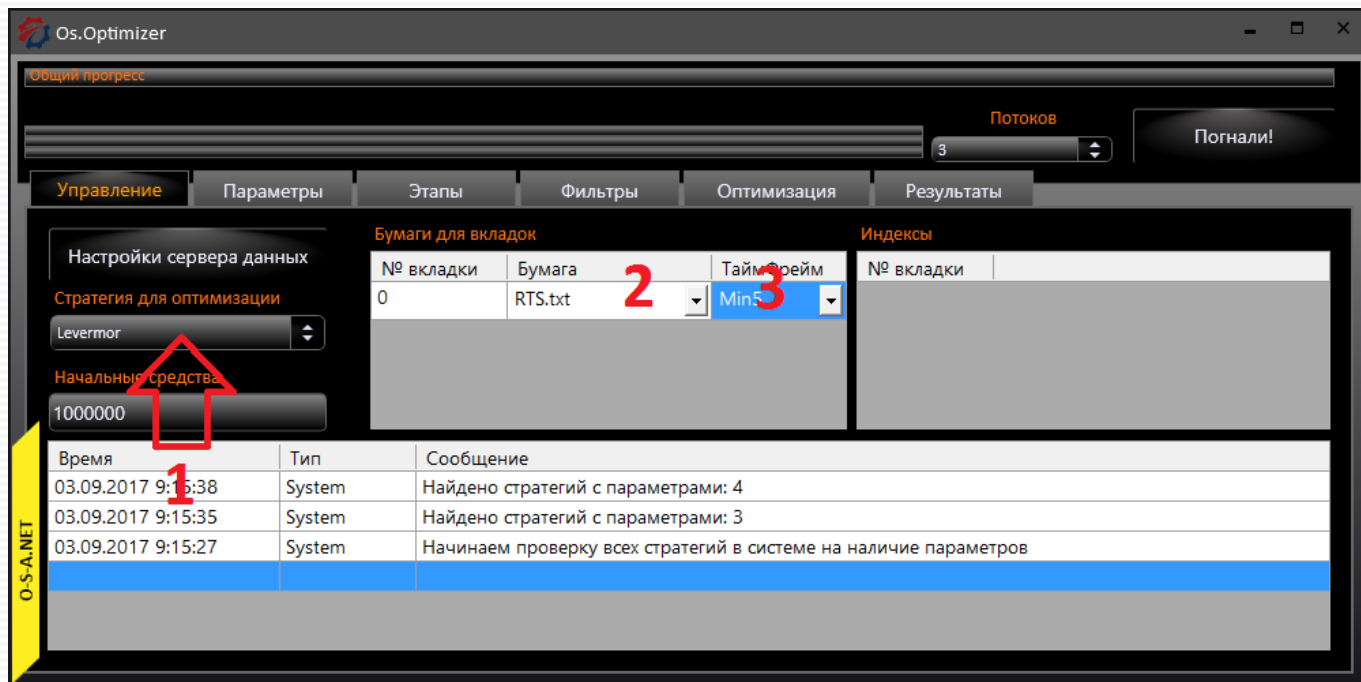 Os.Optimizer
Общий прогресс
Потоков
3
Погнали!
Управление Параметры Этапы Фильтры Оптимизация Результаты
Настройки сервера данных
Стратегия для оптимизации
Levermor
Начальные средства
1000000
1
Бумаги для вкладок
№ вкладки Бумага ТаймФрейм
0 RTS.txt Min5
2 3
Индексы
№ вкладки
Время Тип Сообщение
03.09.2017 9:15:38 System Найдено стратегий с параметрами: 4
03.09.2017 9:15:35 System Найдено стратегий с параметрами: 3
03.09.2017 9:15:27 System Начинаем проверку всех стратегий в системе на наличие параметров
O-S-A.NET